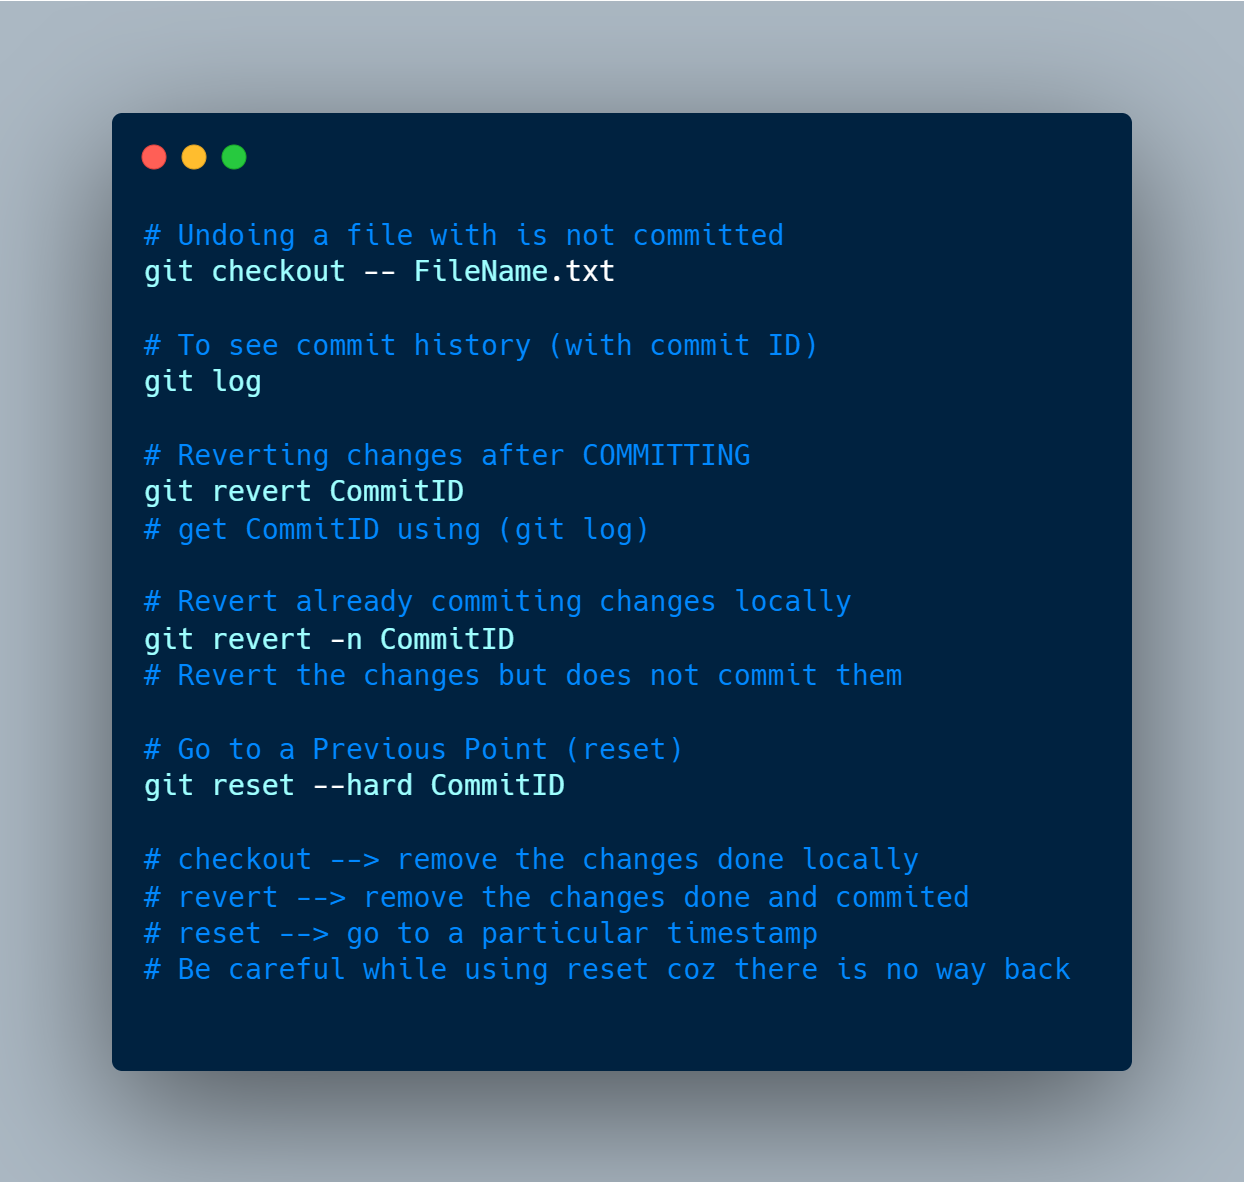 # Undoing a file with is not committed
git checkout -- FileName.txt
# To see commit history (with commit ID)
git log
# Reverting changes after COMMITTING
git revert CommitID
# get CommitID using (git log)
# Revert already commiting changes locally
git revert -n CommitID
# Revert the changes but does not commit them
# Go to a Previous Point (reset)
git reset --hard CommitID
# checkout --> remove the changes done locally
# revert --> remove the changes done and commited
# reset --> go to a particular timestamp
# Be careful while using reset coz there is no way back